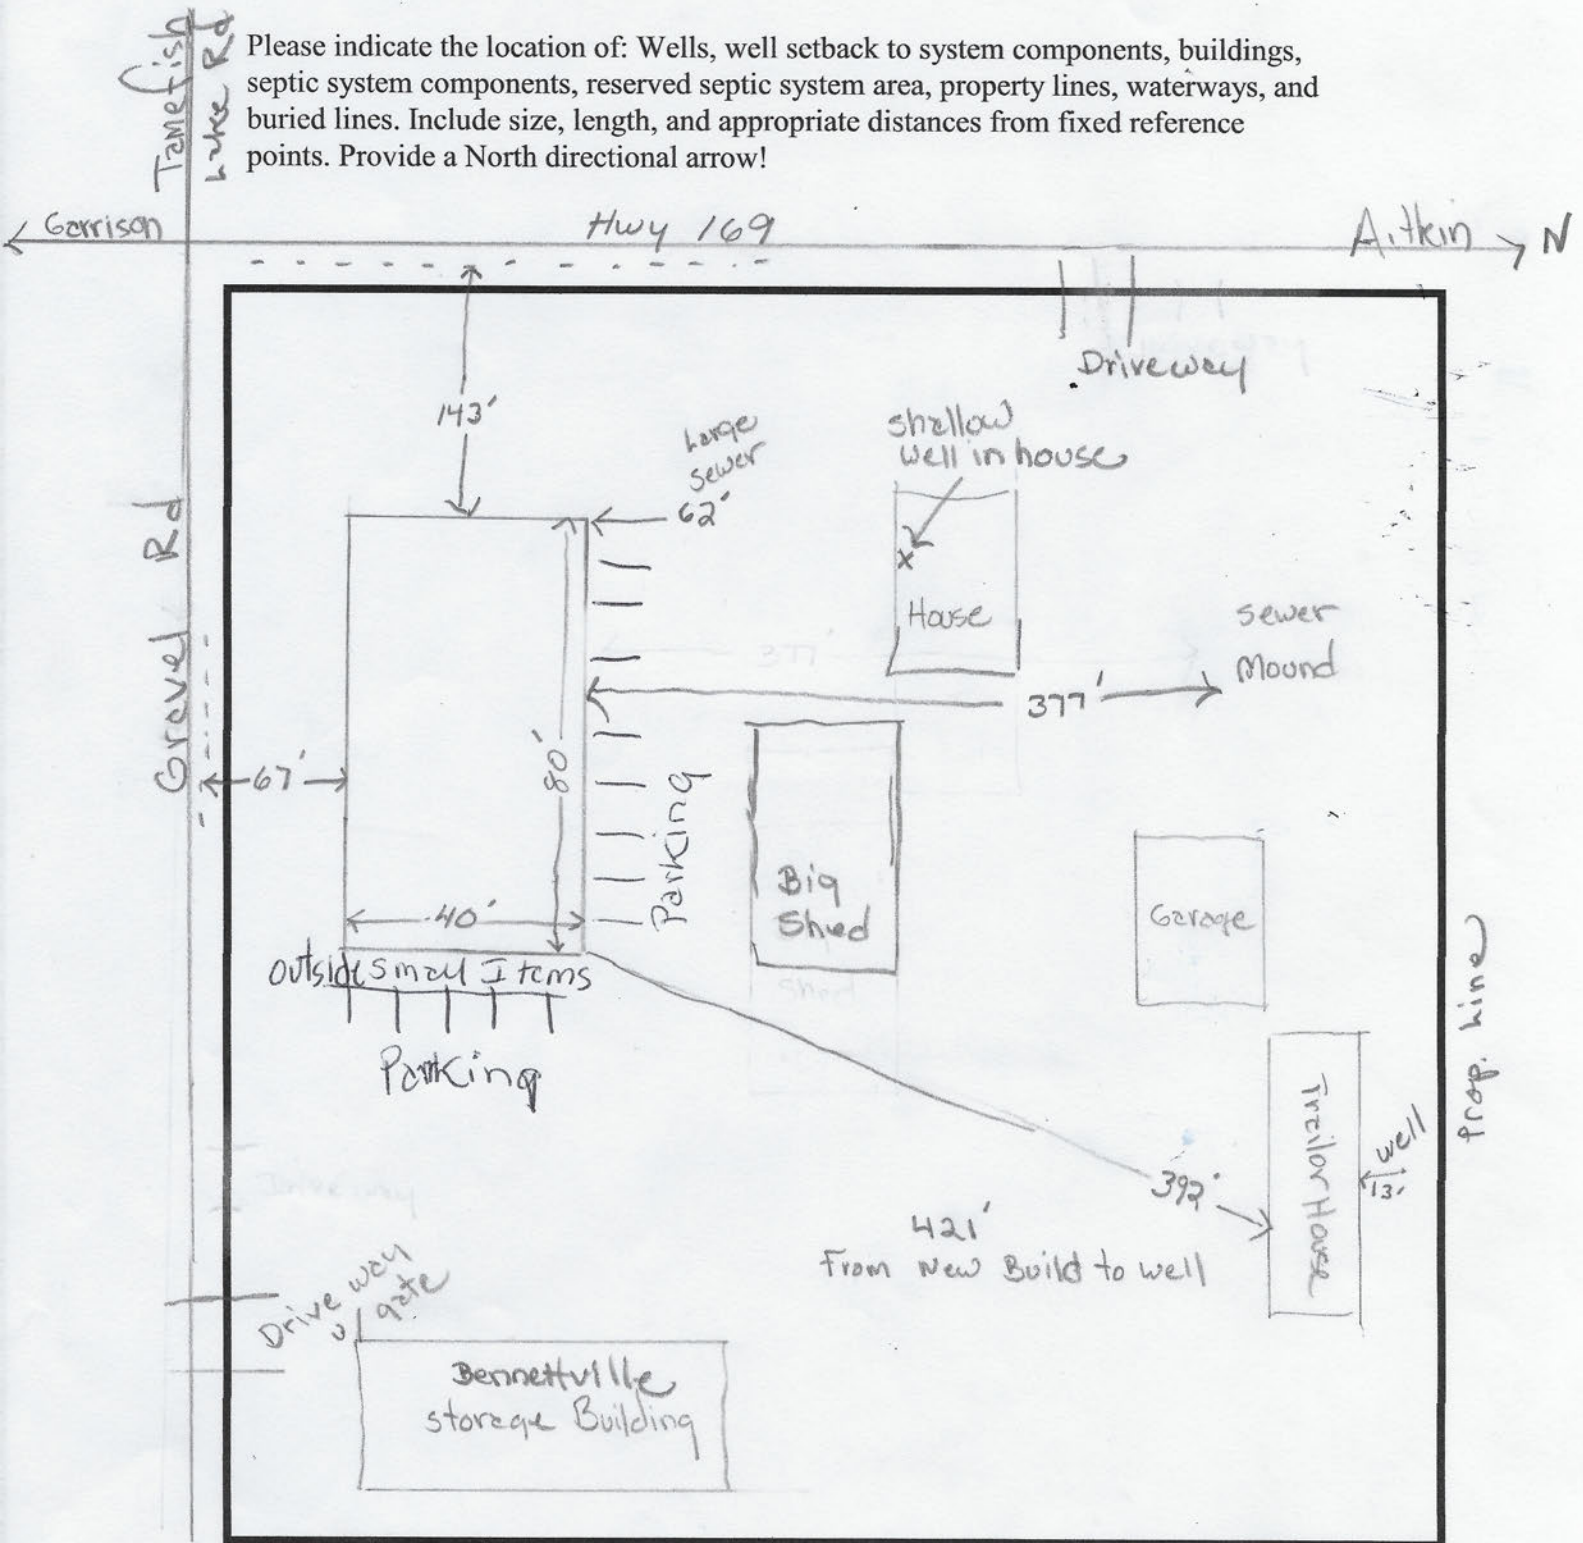 Tamefish
Lake Rd
Please indicate the location of: Wells, well setback to system components, buildings,
septic system components, reserved septic system area, property lines, waterways, and
buried lines. Include size, length, and appropriate distances from fixed reference
points. Provide a North directional arrow!
Garrison
Hwy 169
Aitkin
N
Driveway
143'
Large
sewer
62'
shallow
well in house
x
House
Gravel Rd
sewer
Mound
377'
377'
67'
80'
Parking
Big
Shed
Garage
40'
outside Small Items
Shed
Parking
Prop. Line
Trailor House
well
13'
392'
421'
From New Build to well
Driveway
Drive way
gate
Bennettville
storage Building